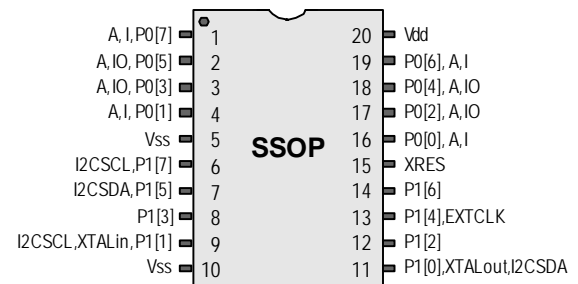 A, I, P0[7] 1 20 Vdd
A, IO, P0[5] 2 19 P0[6], A, I
A, IO, P0[3] 3 18 P0[4], A, IO
A, I, P0[1] 4 17 P0[2], A, IO
Vss 5 SSOP 16 P0[0], A, I
I2CSCL, P1[7] 6 15 XRES
I2CSDA, P1[5] 7 14 P1[6]
P1[3] 8 13 P1[4], EXTCLK
I2CSCL, XTALin, P1[1] 9 12 P1[2]
Vss 10 11 P1[0], XTALout, I2CSDA